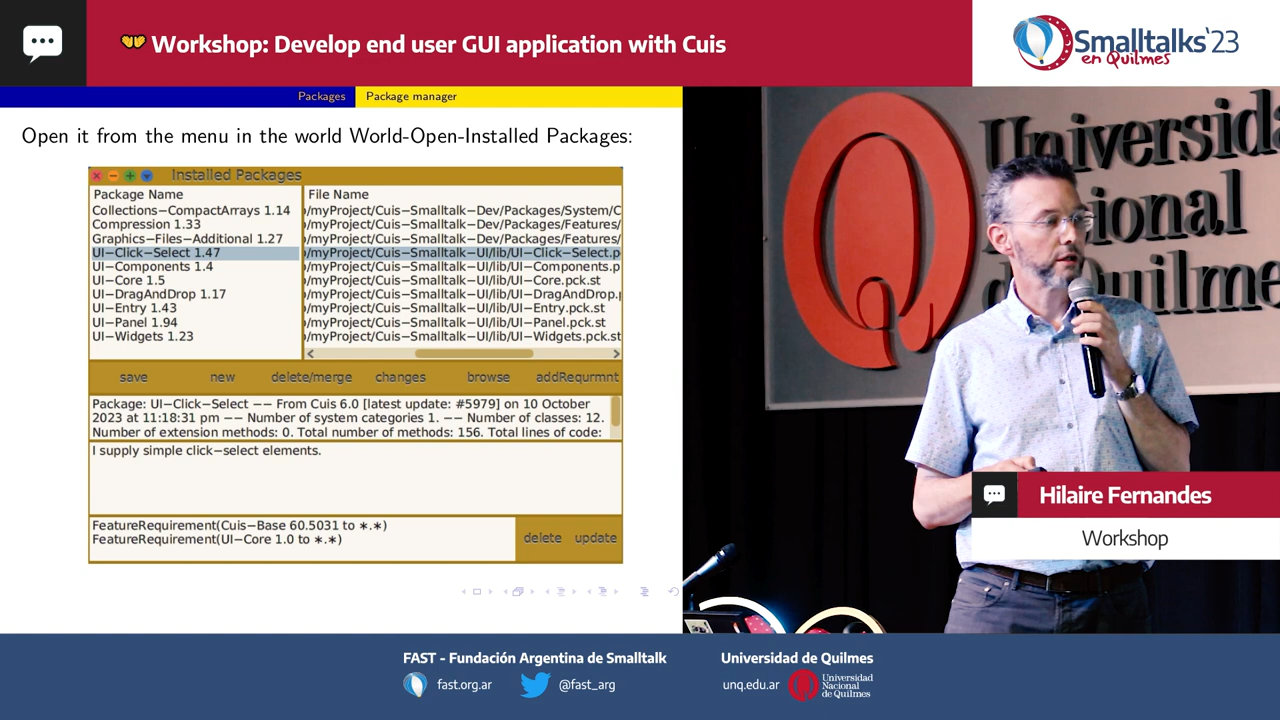 Workshop: Develop end user GUI application with Cuis
Smalltalks'23
en Quilmes
Packages
Package manager
Open it from the menu in the world World-Open-Installed Packages:
Installed Packages
Package Name
File Name
Collections-CompactArrays 1.14
/myProject/Cuis-Smalltalk-Dev/Packages/System/C
Compression 1.33
/myProject/Cuis-Smalltalk-Dev/Packages/Features/
Graphics-Files-Additional 1.27
/myProject/Cuis-Smalltalk-Dev/Packages/Features/
UI-Click-Select 1.47
/myProject/Cuis-Smalltalk-UI/lib/UI-Click-Select.p
UI-Components 1.4
/myProject/Cuis-Smalltalk-UI/lib/UI-Components.p
UI-Core 1.5
/myProject/Cuis-Smalltalk-UI/lib/UI-Core.pck.st
UI-DragAndDrop 1.17
/myProject/Cuis-Smalltalk-UI/lib/UI-DragAndDrop.
UI-Entry 1.43
/myProject/Cuis-Smalltalk-UI/lib/UI-Entry.pck.st
UI-Panel 1.94
/myProject/Cuis-Smalltalk-UI/lib/UI-Panel.pck.st
UI-Widgets 1.23
/myProject/Cuis-Smalltalk-UI/lib/UI-Widgets.pck.st
save new delete/merge changes browse addRequrmnt
Package: UI-Click-Select -- From Cuis 6.0 [latest update: #5979] on 10 October
2023 at 11:18:31 pm -- Number of system categories 1. -- Number of classes: 12.
Number of extension methods: 0. Total number of methods: 156. Total lines of code:
I supply simple click-select elements.
FeatureRequirement(Cuis-Base 60.5031 to *.*)
FeatureRequirement(UI-Core 1.0 to *.*)
delete update
Universid
ional
de Quilme
Hilaire Fernandes
Workshop
FAST - Fundación Argentina de Smalltalk
fast.org.ar
@fast_arg
Universidad de Quilmes
unq.edu.ar
Universidad
Nacional
de Quilmes